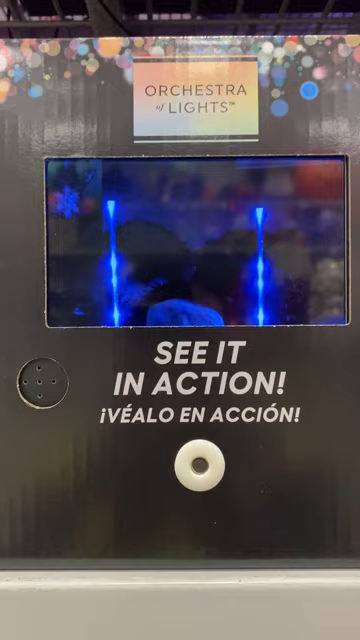 ORCHESTRA
of LIGHTS™
SEE IT
IN ACTION!
¡VÉALO EN ACCIÓN!